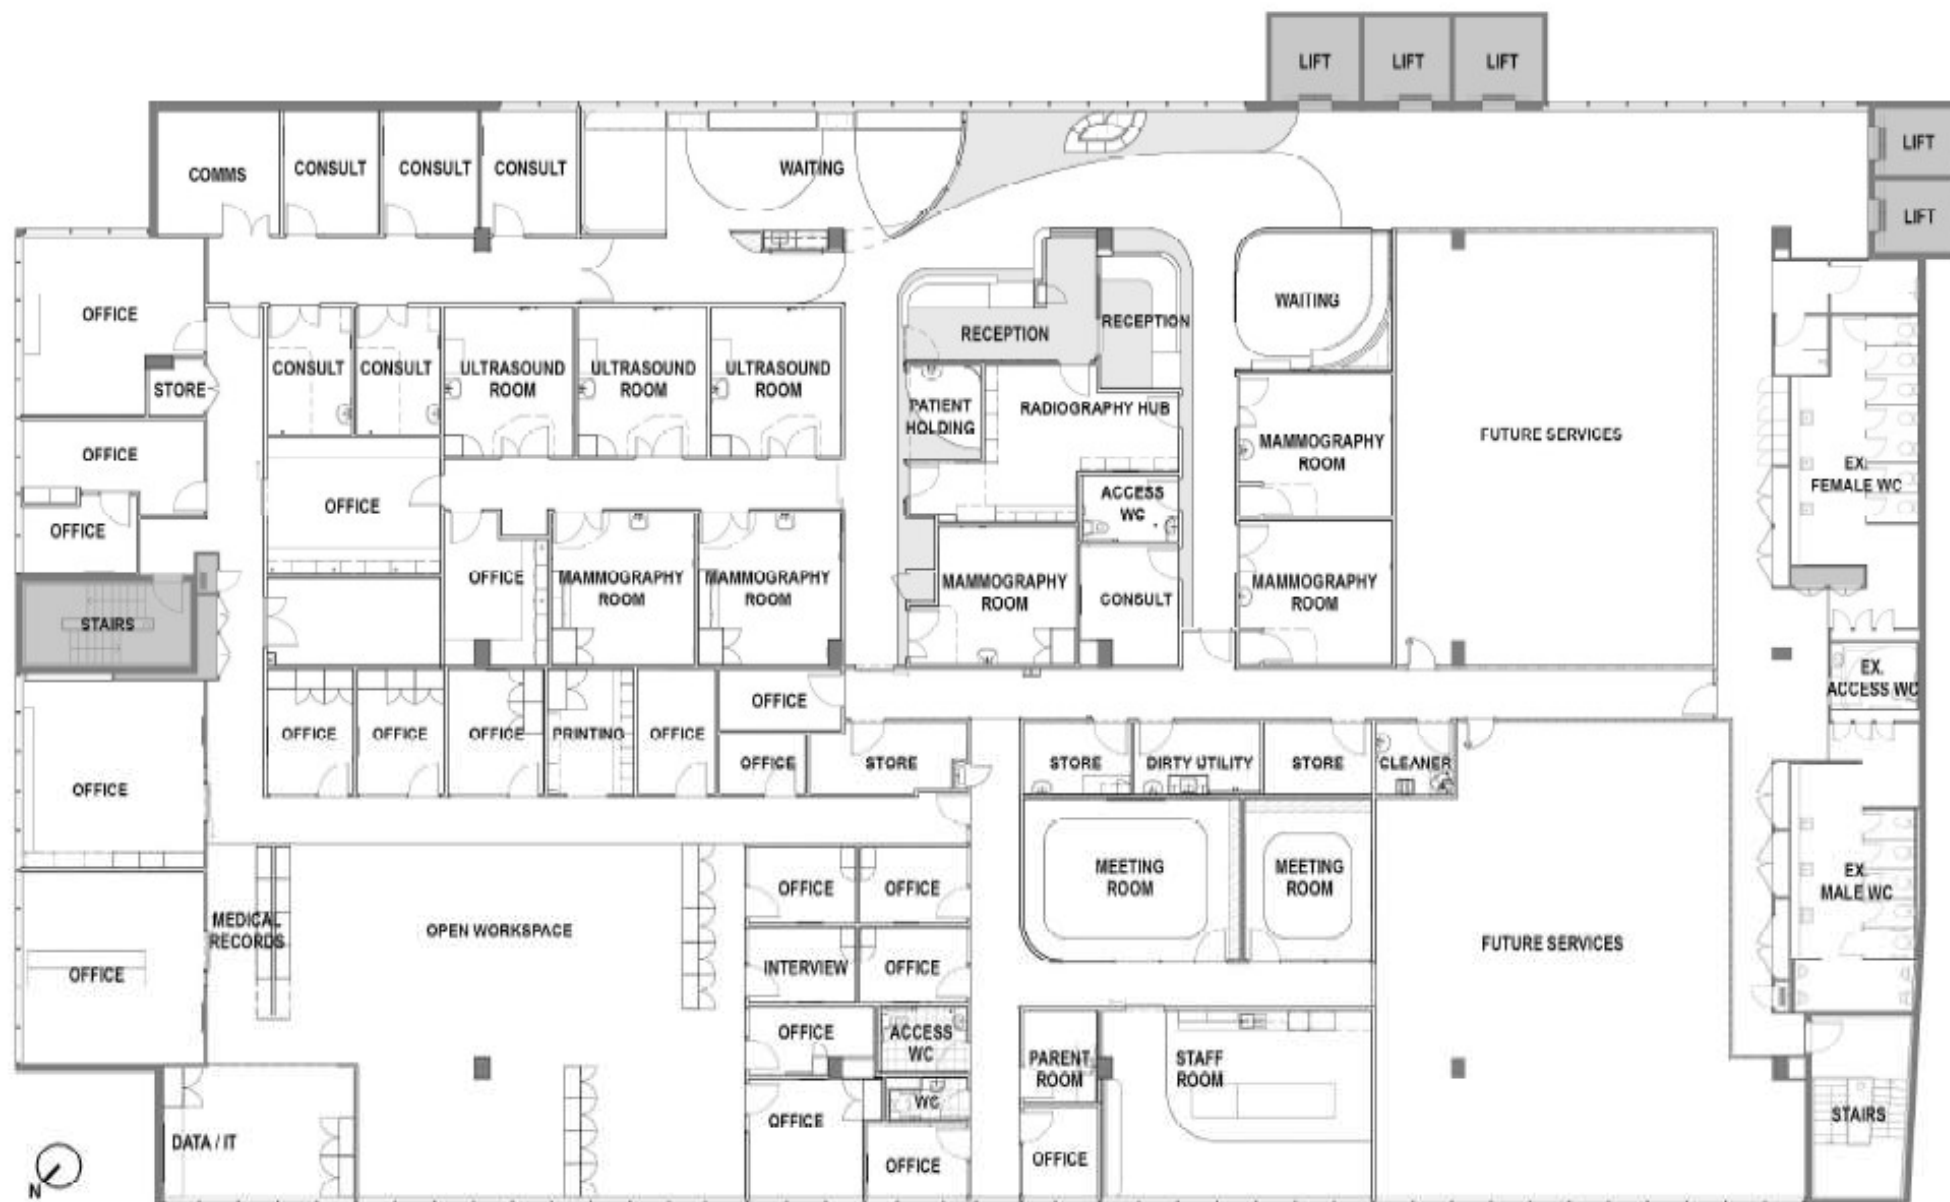 LIFT
LIFT
LIFT
LIFT
LIFT
COMMS
CONSULT
CONSULT
CONSULT
WAITING
OFFICE
STORE
CONSULT
CONSULT
ULTRASOUND
ROOM
ULTRASOUND
ROOM
ULTRASOUND
ROOM
RECEPTION
RECEPTION
WAITING
PATIENT
HOLDING
RADIOGRAPHY HUB
MAMMOGRAPHY
ROOM
FUTURE SERVICES
EX.
FEMALE WC
OFFICE
OFFICE
OFFICE
ACCESS
WC
OFFICE
MAMMOGRAPHY
ROOM
MAMMOGRAPHY
ROOM
MAMMOGRAPHY
ROOM
CONSULT
MAMMOGRAPHY
ROOM
STAIRS
EX.
ACCESS WC
OFFICE
OFFICE
OFFICE
OFFICE
PRINTING
OFFICE
OFFICE
OFFICE
STORE
STORE
DIRTY UTILITY
STORE
CLEANER
OFFICE
MEETING
ROOM
MEETING
ROOM
EX.
MALE WC
OFFICE
OFFICE
MEDICAL
RECORDS
OPEN WORKSPACE
FUTURE SERVICES
OFFICE
INTERVIEW
OFFICE
OFFICE
ACCESS
WC
PARENT
ROOM
STAFF
ROOM
WC
OFFICE
STAIRS
DATA / IT
OFFICE
OFFICE
N